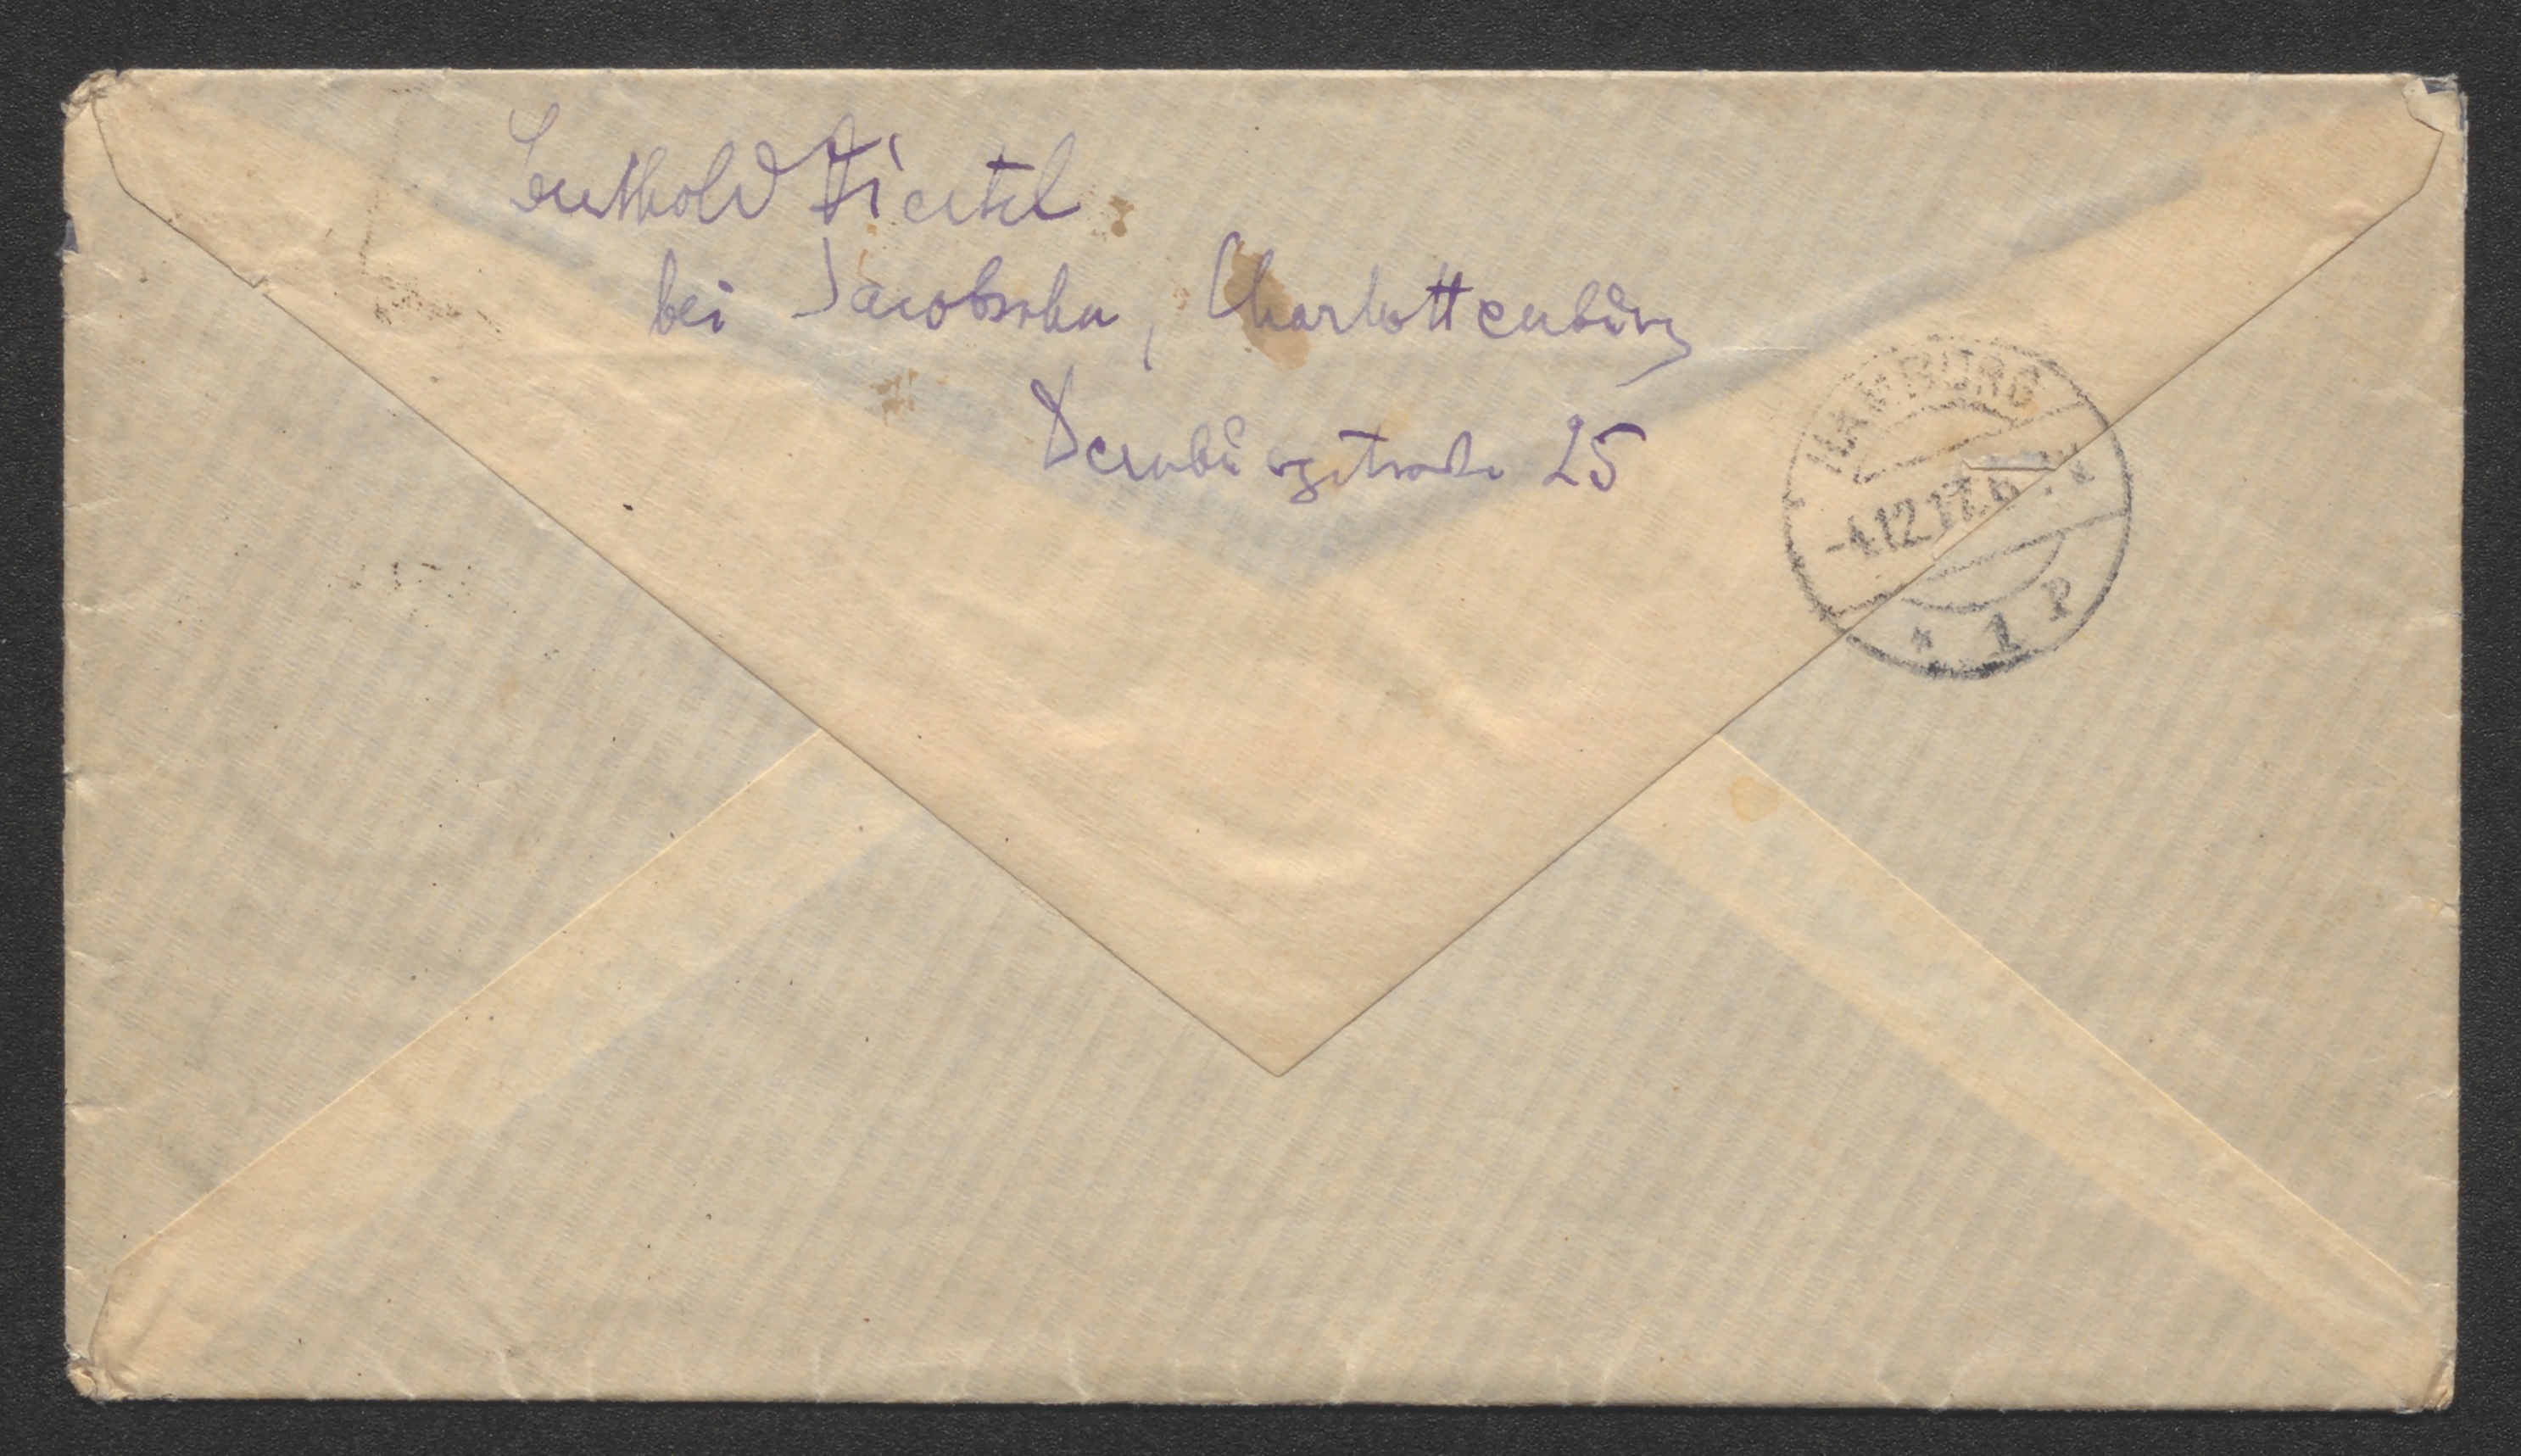 Berthold Viertel
bei Jacobsohn, Charlottenburg
Dernburgstraße 25
HAMBURG
-4.12.17.6
* 1 P